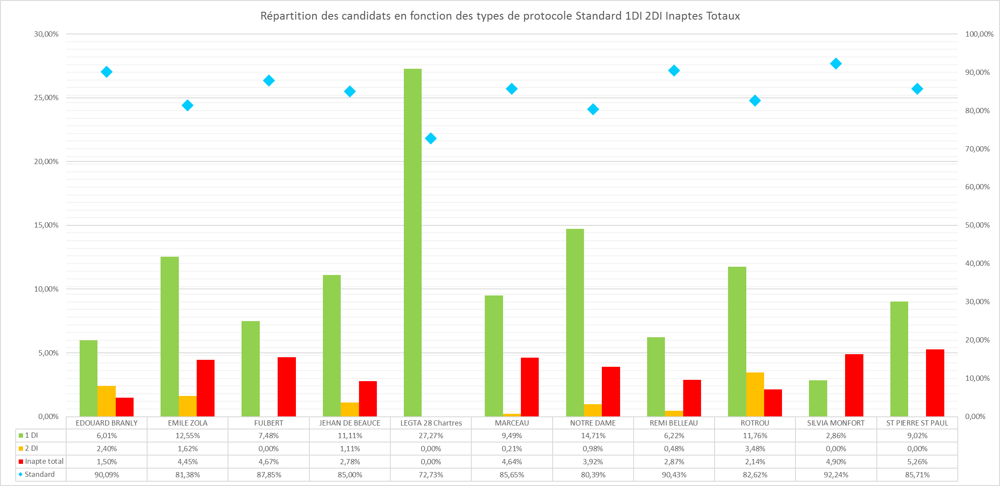 Répartition des candidats en fonction des types de protocole Standard 1DI 2DI Inaptes Totaux
30,00% 100,00%
90,00%
25,00%
80,00%
70,00%
20,00%
60,00%
15,00% 50,00%
40,00%
10,00%
30,00%
20,00%
5,00%
10,00%
0,00% 0,00%
EDOUARD BRANLY EMILE ZOLA FULBERT JEHAN DE BEAUCE LEGTA 28 Chartres MARCEAU NOTRE DAME REMI BELLEAU ROTROU SILVIA MONFORT ST PIERRE ST PAUL
1 DI 6,01% 12,55% 7,48% 11,11% 27,27% 9,49% 14,71% 6,22% 11,76% 2,86% 9,02%
2 DI 2,40% 1,62% 0,00% 1,11% 0,00% 0,21% 0,98% 0,48% 3,48% 0,00% 0,00%
Inapte total 1,50% 4,45% 4,67% 2,78% 0,00% 4,64% 3,92% 2,87% 2,14% 4,90% 5,26%
Standard 90,09% 81,38% 87,85% 85,00% 72,73% 85,65% 80,39% 90,43% 82,62% 92,24% 85,71%